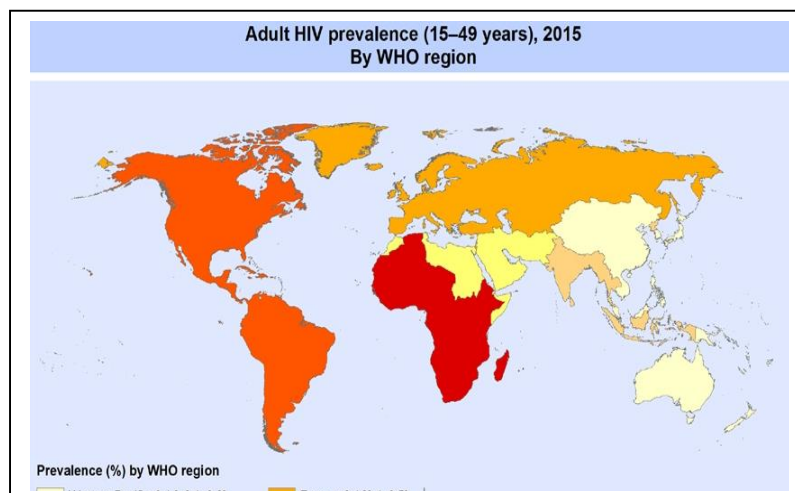 Adult HIV prevalence (15–49 years), 2015
By WHO region
Prevalence (%) by WHO region